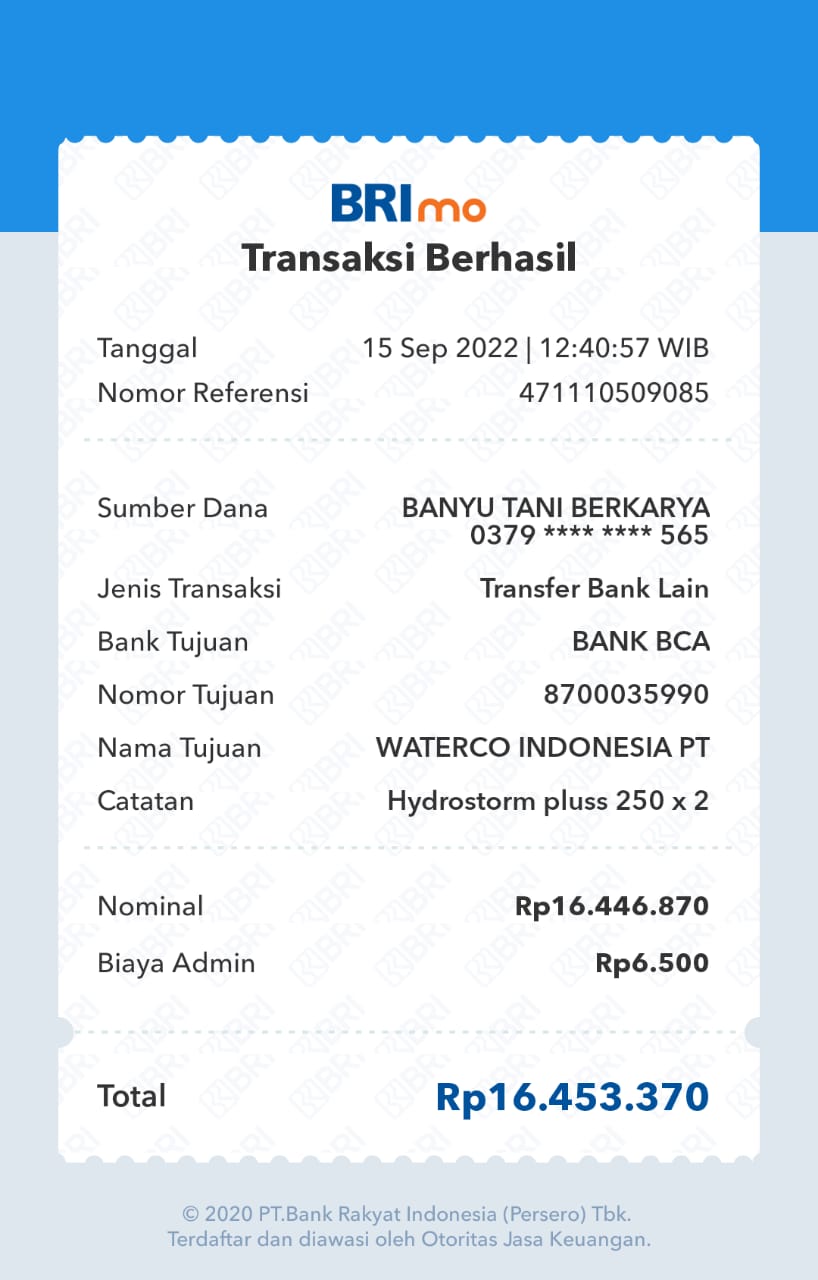 BRImo
Transaksi Berhasil
Tanggal 15 Sep 2022 | 12:40:57 WIB
Nomor Referensi 471110509085
Sumber Dana BANYU TANI BERKARYA
0379 **** **** 565
Jenis Transaksi Transfer Bank Lain
Bank Tujuan BANK BCA
Nomor Tujuan 8700035990
Nama Tujuan WATERCO INDONESIA PT
Catatan Hydrostorm pluss 250 x 2
Nominal Rp16.446.870
Biaya Admin Rp6.500
Total Rp16.453.370
© 2020 PT.Bank Rakyat Indonesia (Persero) Tbk.
Terdaftar dan diawasi oleh Otoritas Jasa Keuangan.